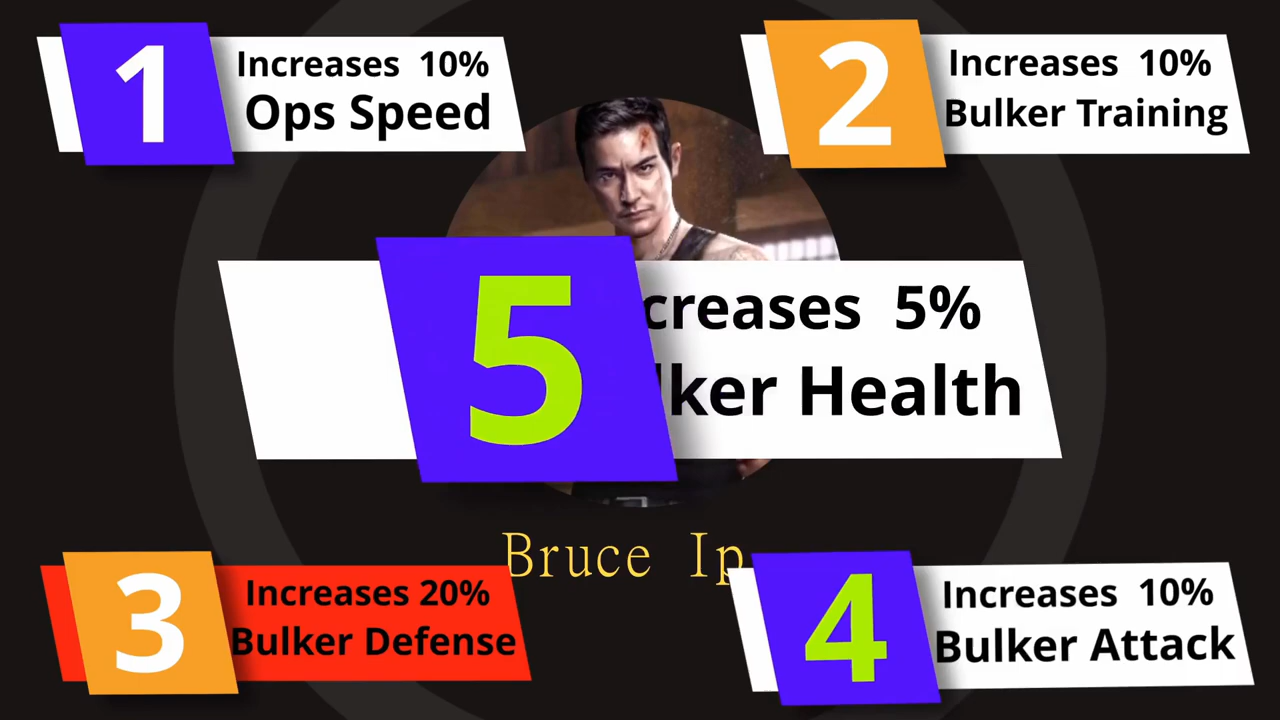 1
Increases 10%
Ops Speed
2
Increases 10%
Bulker Training
5
creases 5%
lker Health
Bruce Ip
3
Increases 20%
Bulker Defense
4
Increases 10%
Bulker Attack